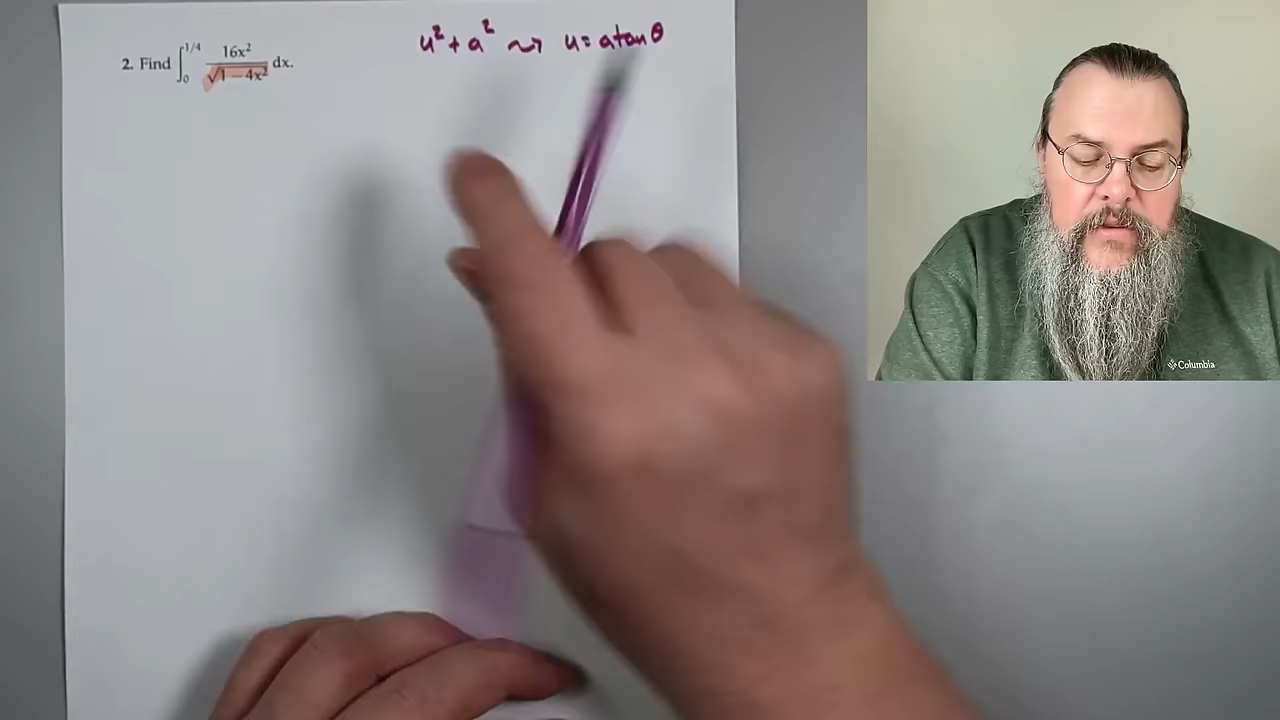 2. Find ∫₀^{1/4} 16x²/√(1 − 4x²) dx.
u² + a² ⇝ u = a tan θ
Columbia